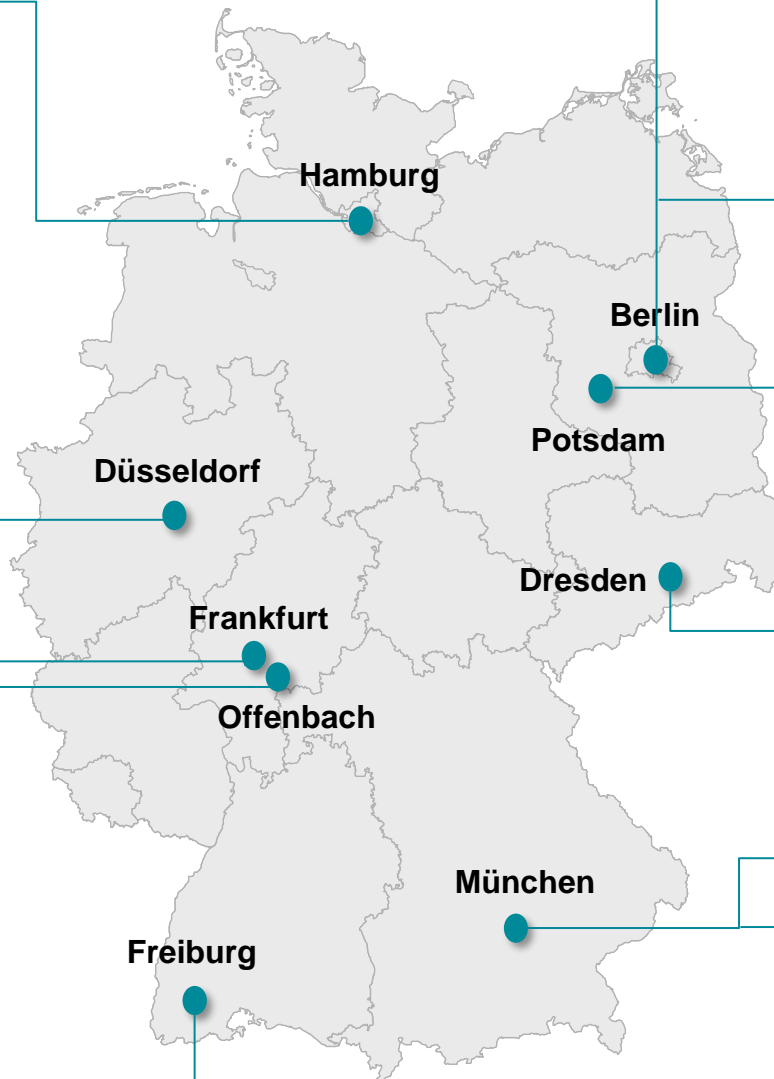 Hamburg
Berlin
Potsdam
Düsseldorf
Dresden
Frankfurt
Offenbach
München
Freiburg